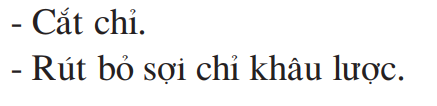 - Cắt chỉ.
- Rút bỏ sợi chỉ khâu lược.